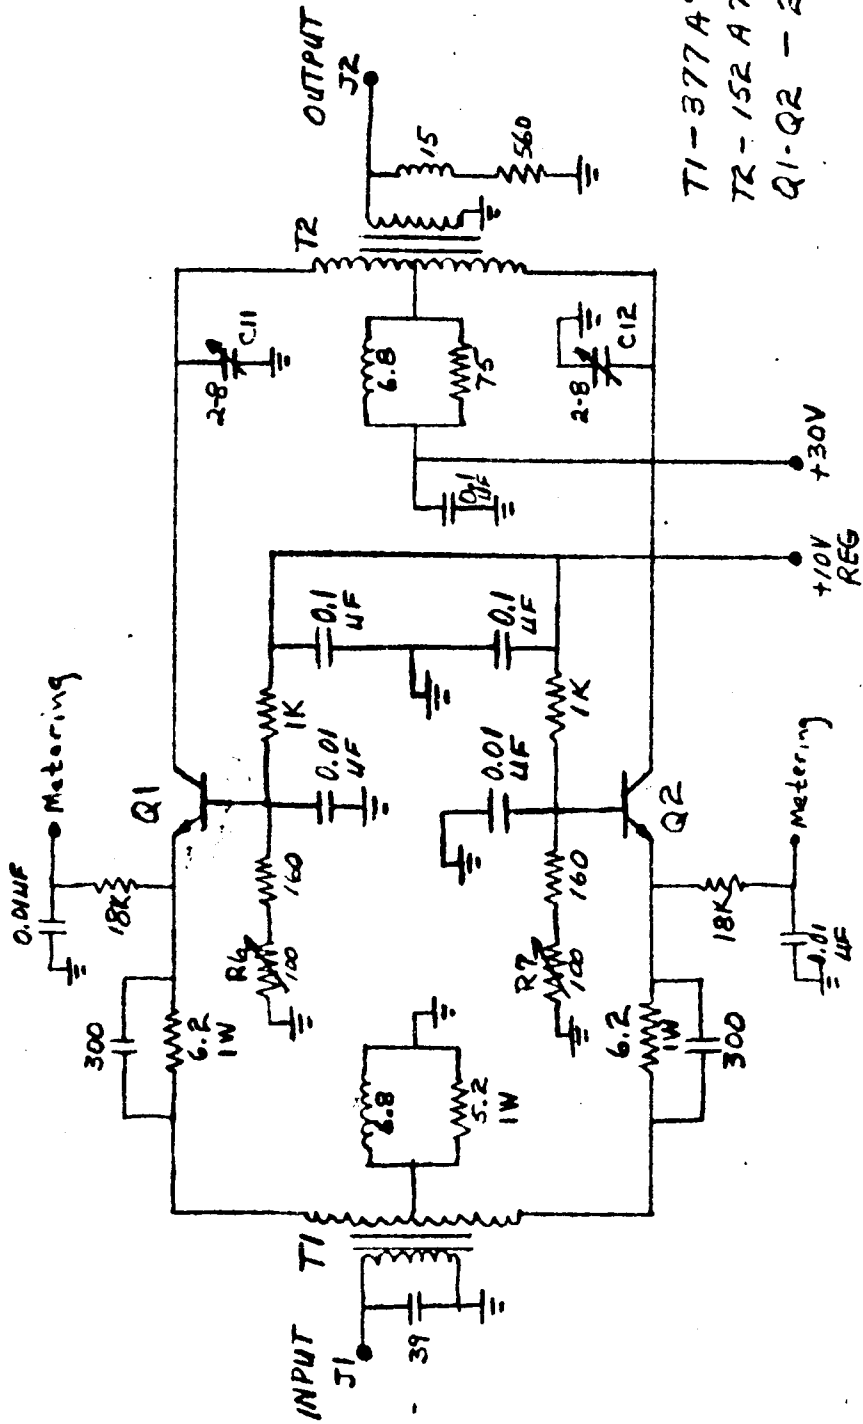 INPUT
J1
39
T1
300
6.2
1W
0.01UF
18K
Metering
Q1
6.8
5.2
1W
R6
100
160
1K
0.01
UF
0.1
UF
R7
100
160
1K
0.01
UF
0.1
UF
6.2
1W
300
18K
0.01
UF
Metering
Q2
2-8
C11
6.8
75
0.1
UF
2-8
C12
T2
OUTPUT
J2
15
560
+10V
REG
+30V
T1-377A
T2-152A7
Q1-Q2 -